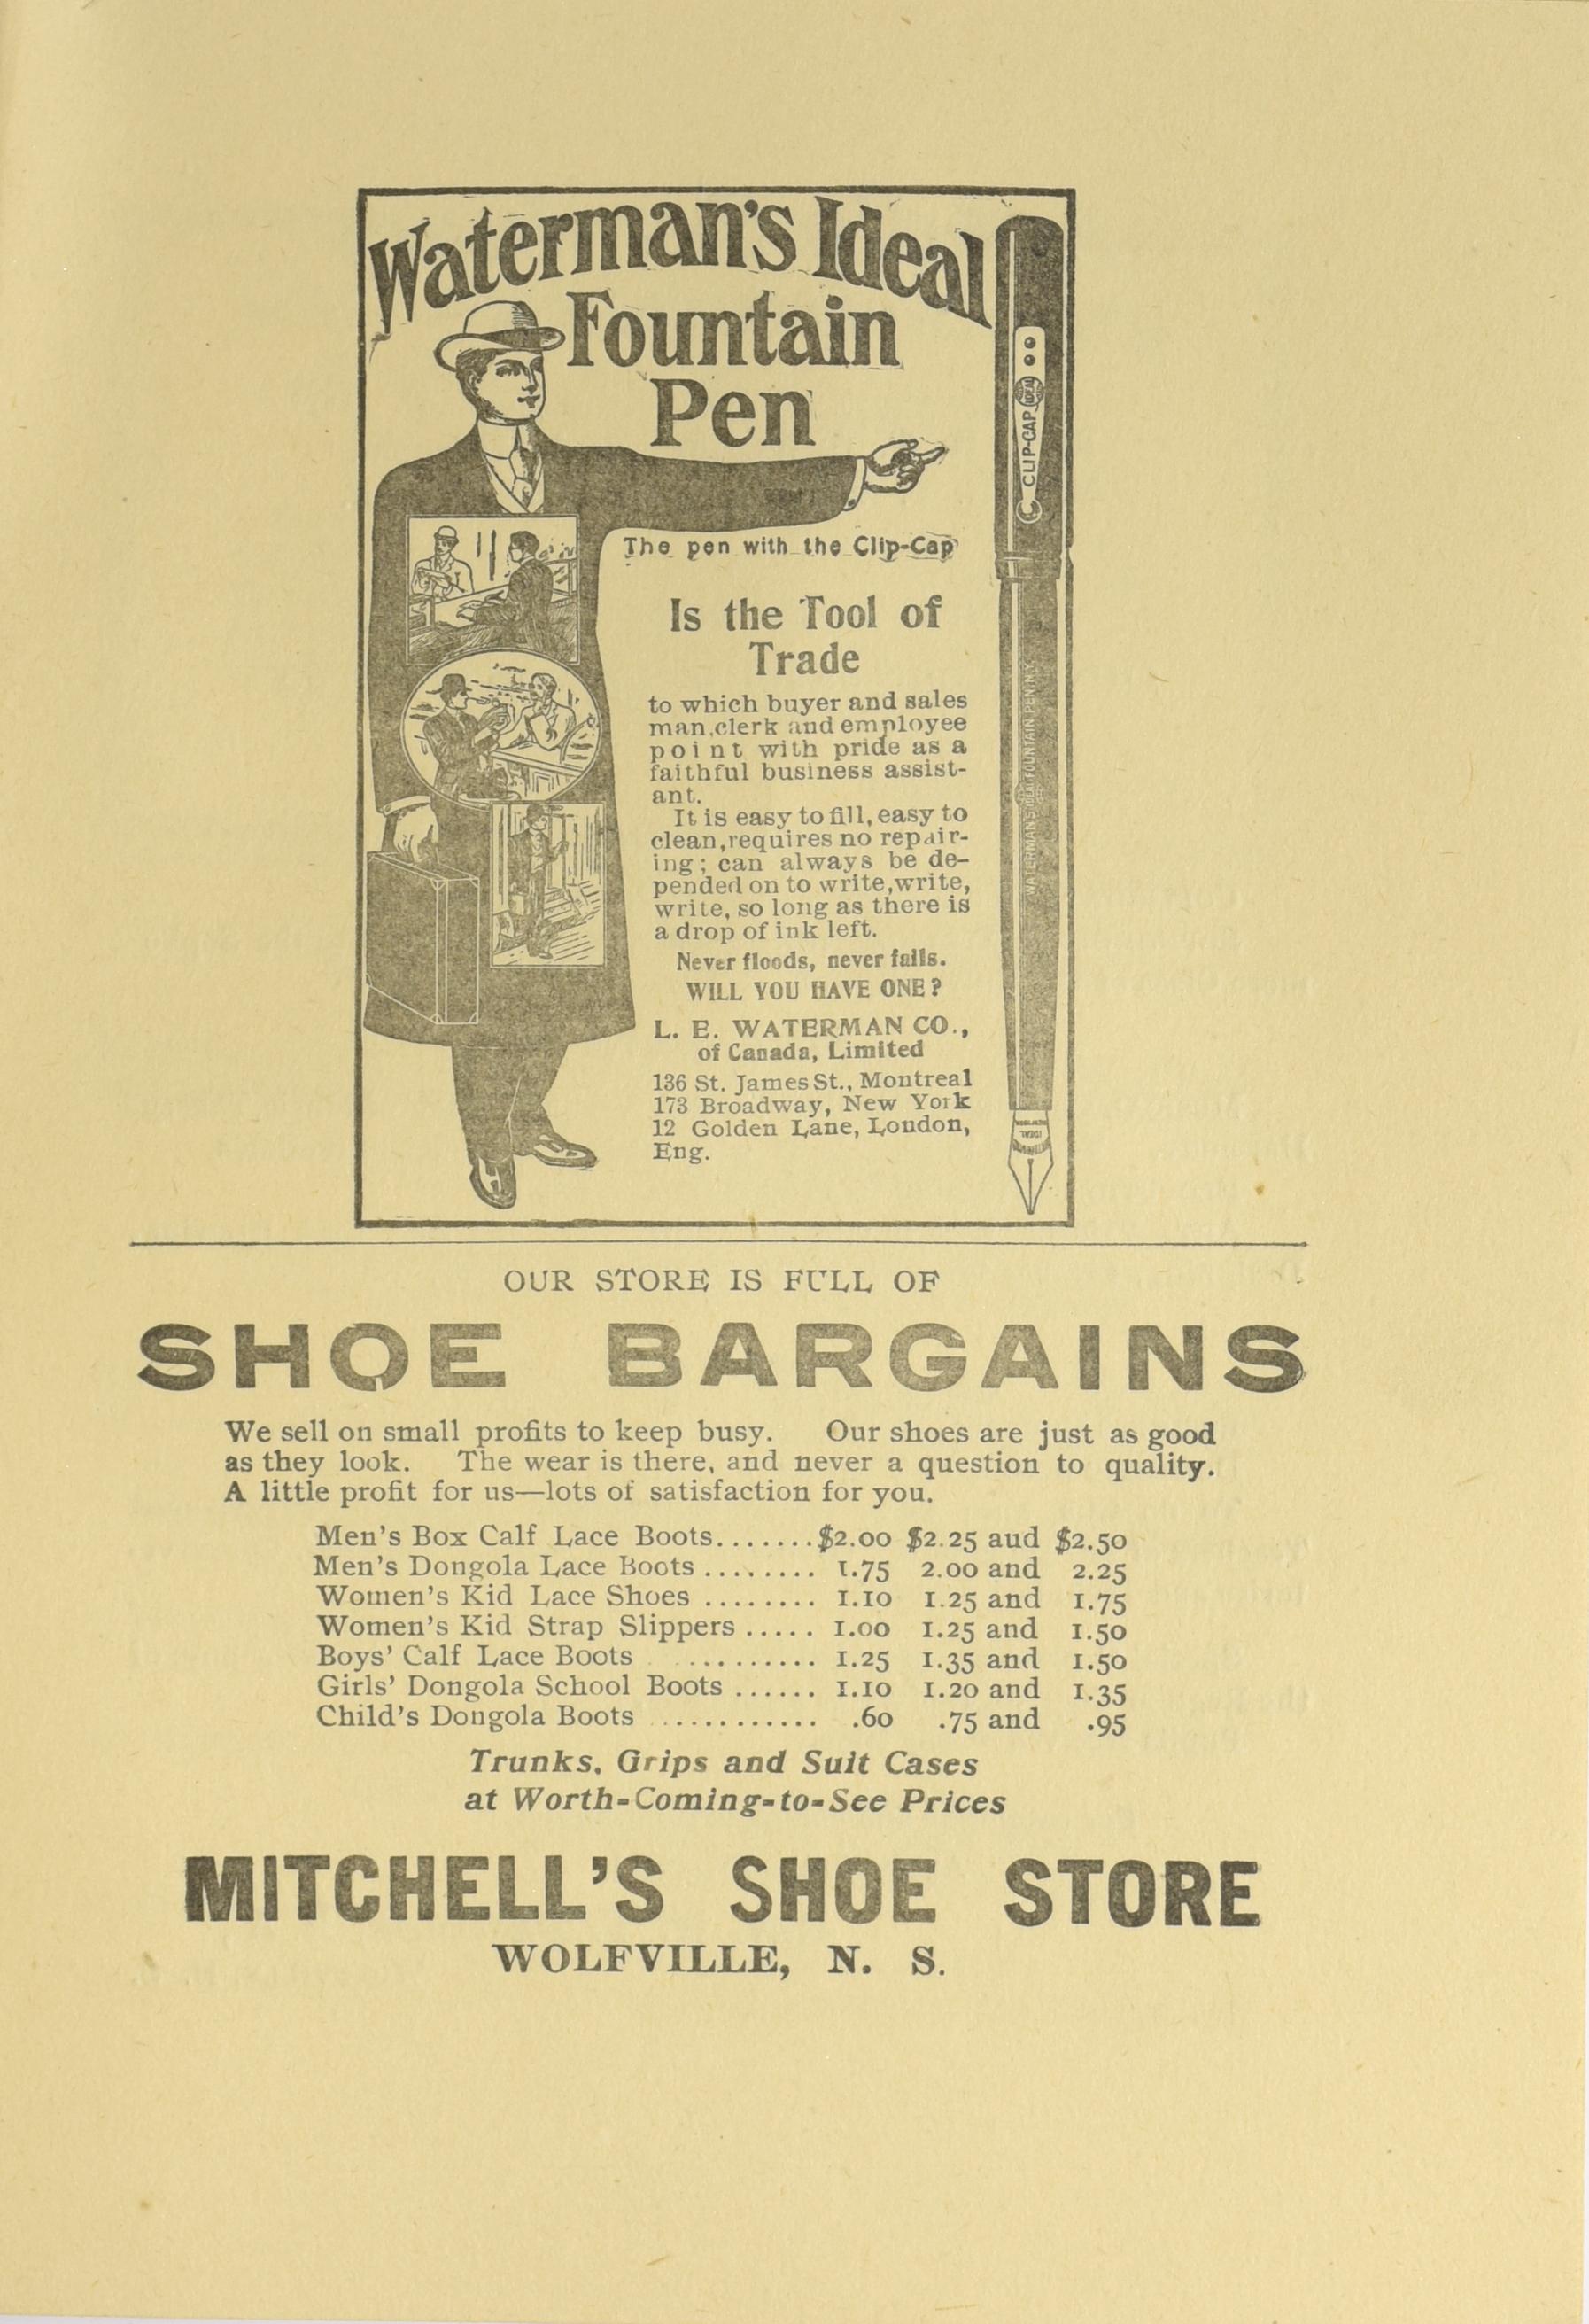 Waterman's Ideal
Fountain
Pen
CLIP-CAP
The pen with the Clip-Cap
Is the Tool of
Trade
to which buyer and sales
man,clerk and employee
point with pride as a
faithful business assist-
ant.
It is easy to fill, easy to
clean,requires no repair-
ing; can always be de-
pended on to write,write,
write, so long as there is
a drop of ink left.
Never floods, never fails.
WILL YOU HAVE ONE?
L. E. WATERMAN CO.,
of Canada, Limited
136 St. James St., Montreal
173 Broadway, New York
12 Golden Lane, London,
Eng.
WATERMAN'S IDEAL FOUNTAIN PEN, N.Y.
IDEAL
OUR STORE IS FULL OF
SHOE BARGAINS
We sell on small profits to keep busy. Our shoes are just as good
as they look. The wear is there, and never a question to quality.
A little profit for us—lots of satisfaction for you.
Men's Box Calf Lace Boots.......$2.00 $2.25 aud $2.50
Men's Dongola Lace Boots ........ 1.75 2.00 and 2.25
Women's Kid Lace Shoes ........ 1.10 1.25 and 1.75
Women's Kid Strap Slippers ..... 1.00 1.25 and 1.50
Boys' Calf Lace Boots .......... 1.25 1.35 and 1.50
Girls' Dongola School Boots ...... 1.10 1.20 and 1.35
Child's Dongola Boots ............ .60 .75 and .95
Trunks, Grips and Suit Cases
at Worth-Coming-to-See Prices
MITCHELL'S SHOE STORE
WOLFVILLE, N. S.